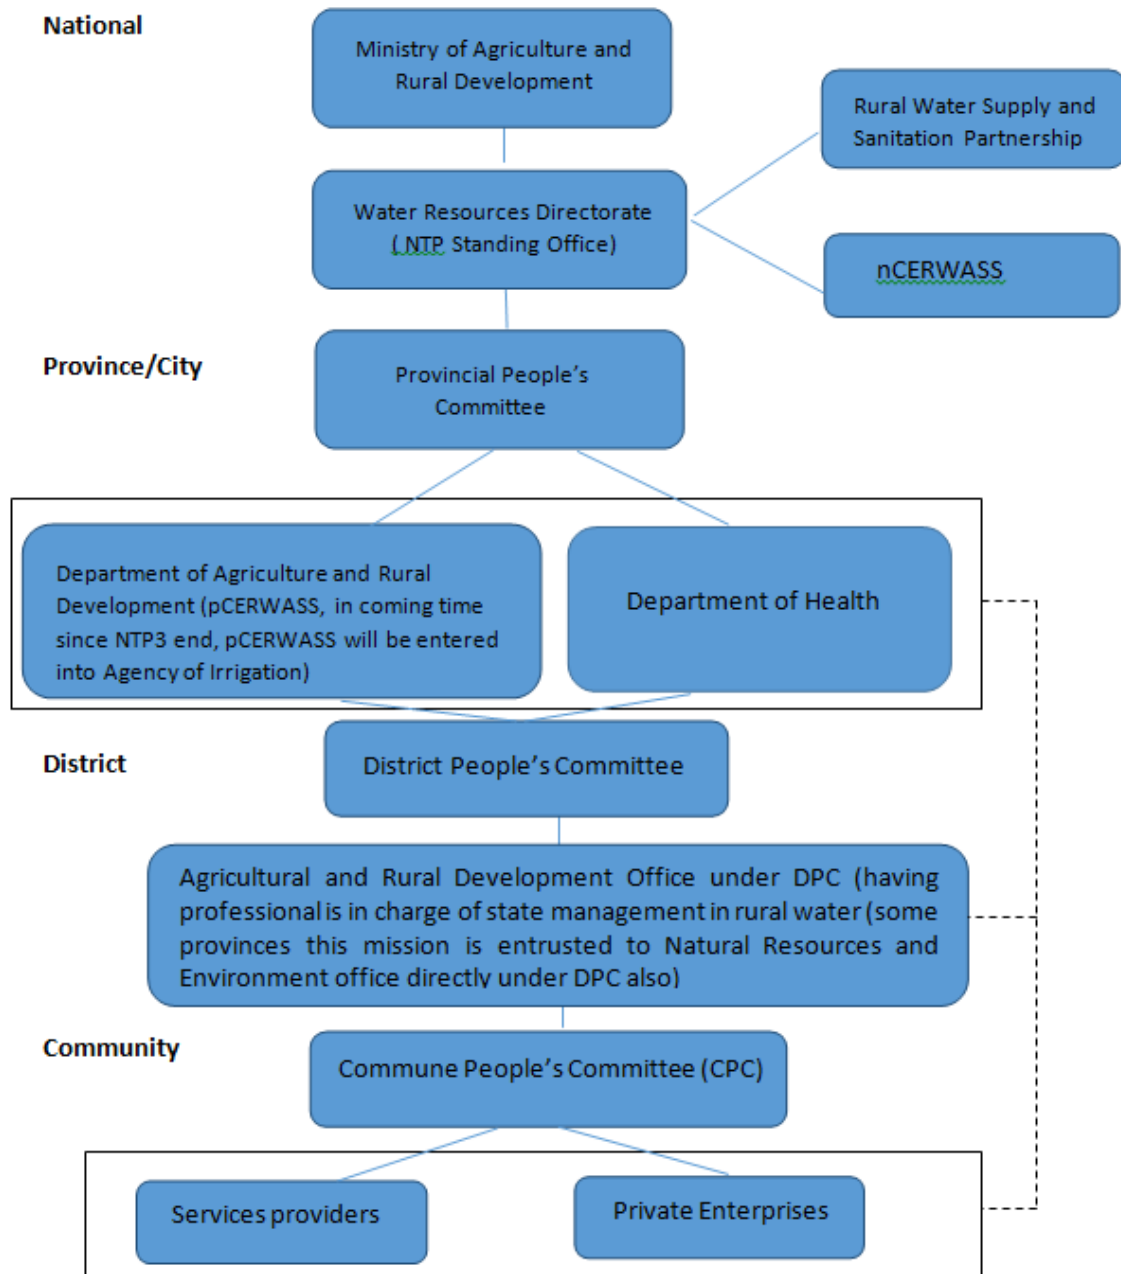 National
Ministry of Agriculture and
Rural Development
Rural Water Supply and
Sanitation Partnership
Water Resources Directorate
( NTP Standing Office)
nCERWASS
Province/City
Provincial People’s
Committee
Department of Agriculture and Rural
Development (pCERWASS, in coming time
since NTP3 end, pCERWASS will be entered
into Agency of Irrigation)
Department of Health
District
District People’s Committee
Agricultural and Rural Development Office under DPC (having
professional is in charge of state management in rural water (some
provinces this mission is entrusted to Natural Resources and
Environment office directly under DPC also)
Community
Commune People’s Committee (CPC)
Services providers
Private Enterprises